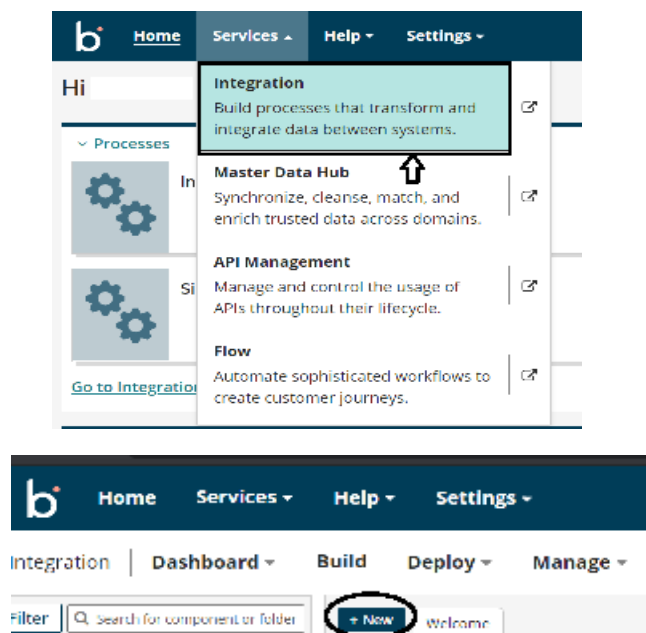 b Home Services Help Settings
Hi
Integration
Build processes that transform and
integrate data between systems.
Processes
In
Master Data Hub
Synchronize, cleanse, match, and
enrich trusted data across domains.
API Management
Si
Manage and control the usage of
APIs throughout their lifecycle.
Flow
Automate sophisticated workflows to
create customer journeys.
Go to Integration
b Home Services Help Settings
Integration Dashboard Build Deploy Manage
Filter Search for component or folder + New Welcome